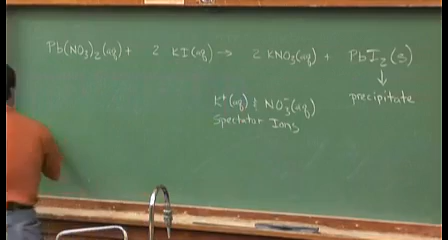 Pb(NO₃)₂(aq) + 2 KI(aq) → 2 KNO₃(aq) + PbI₂(s)
↓
precipitate
K⁺(aq) & NO₃⁻(aq)
Spectator Ions